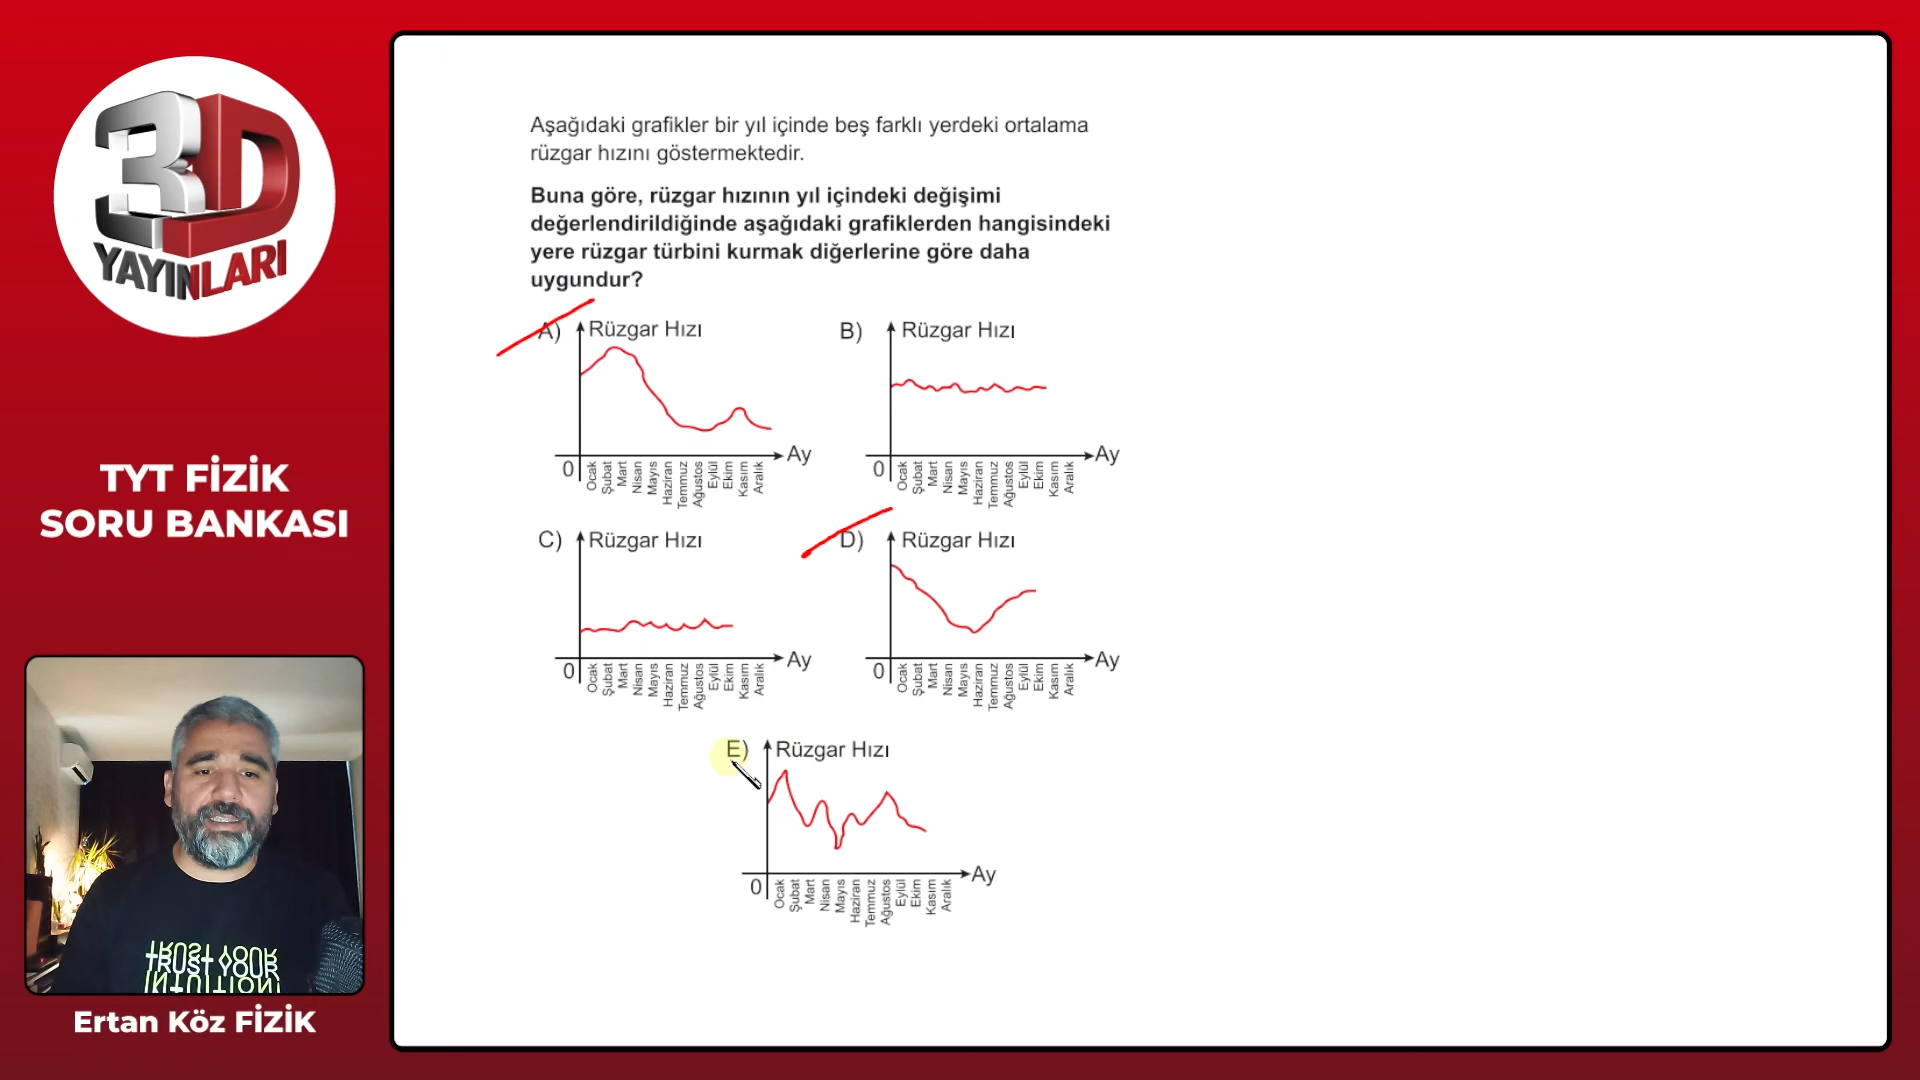 3D
YAYINLARI
TYT FİZİK
SORU BANKASI
TRUST YOUR
Ertan Köz FİZİK
Aşağıdaki grafikler bir yıl içinde beş farklı yerdeki ortalama
rüzgar hızını göstermektedir.
Buna göre, rüzgar hızının yıl içindeki değişimi
değerlendirildiğinde aşağıdaki grafiklerden hangisindeki
yere rüzgar türbini kurmak diğerlerine göre daha
uygundur?
A) Rüzgar Hızı
0 Ay
Ocak Şubat Mart Nisan Mayıs Haziran Temmuz Ağustos Eylül Ekim Kasım Aralık
B) Rüzgar Hızı
0 Ay
Ocak Şubat Mart Nisan Mayıs Haziran Temmuz Ağustos Eylül Ekim Kasım Aralık
C) Rüzgar Hızı
0 Ay
Ocak Şubat Mart Nisan Mayıs Haziran Temmuz Ağustos Eylül Ekim Kasım Aralık
D) Rüzgar Hızı
0 Ay
Ocak Şubat Mart Nisan Mayıs Haziran Temmuz Ağustos Eylül Ekim Kasım Aralık
E) Rüzgar Hızı
0 Ay
Ocak Şubat Mart Nisan Mayıs Haziran Temmuz Ağustos Eylül Ekim Kasım Aralık